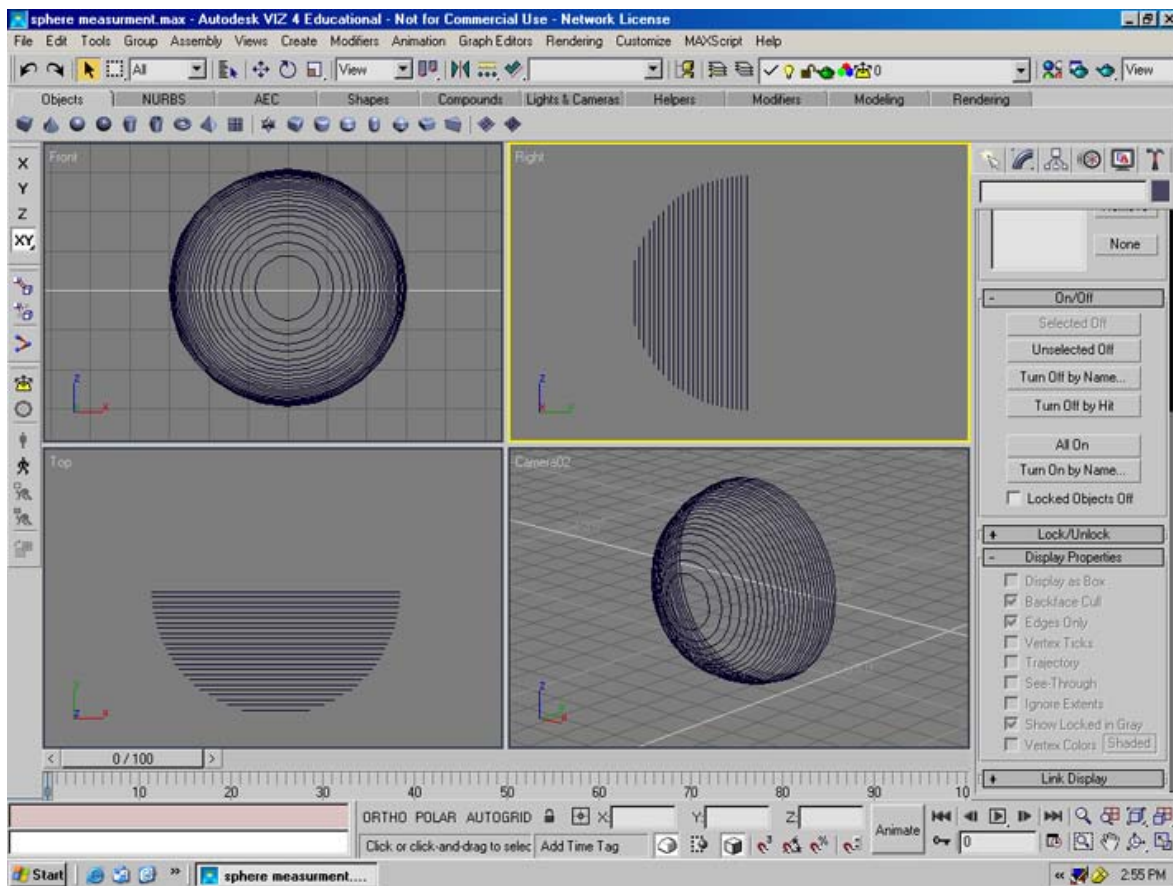 sphere measurment.max - Autodesk VIZ 4 Educational - Not for Commercial Use - Network License
File Edit Tools Group Assembly Views Create Modifiers Animation Graph Editors Rendering Customize MAXScript Help
All View 0 View
Objects NURBS AEC Shapes Compounds Lights & Cameras Helpers Modifiers Modeling Rendering
X
Y
Z
XY
Front
Right
Top
Camera02
None
- On/Off
Selected Off
Unselected Off
Turn Off by Name...
Turn Off by Hit
All On
Turn On by Name...
Locked Objects Off
+ Lock/Unlock
- Display Properties
Display as Box
Backface Cull
Edges Only
Vertex Ticks
Trajectory
See-Through
Ignore Extents
Show Locked in Gray
Vertex Colors Shaded
+ Link Display
< 0 / 100 >
10 20 30 40 50 60 70 80 90 10
ORTHO POLAR AUTOGRID X: Y: Z:
Click or click-and-drag to selec Add Time Tag Animate 0
Start » sphere measurment.... « 2:55 PM